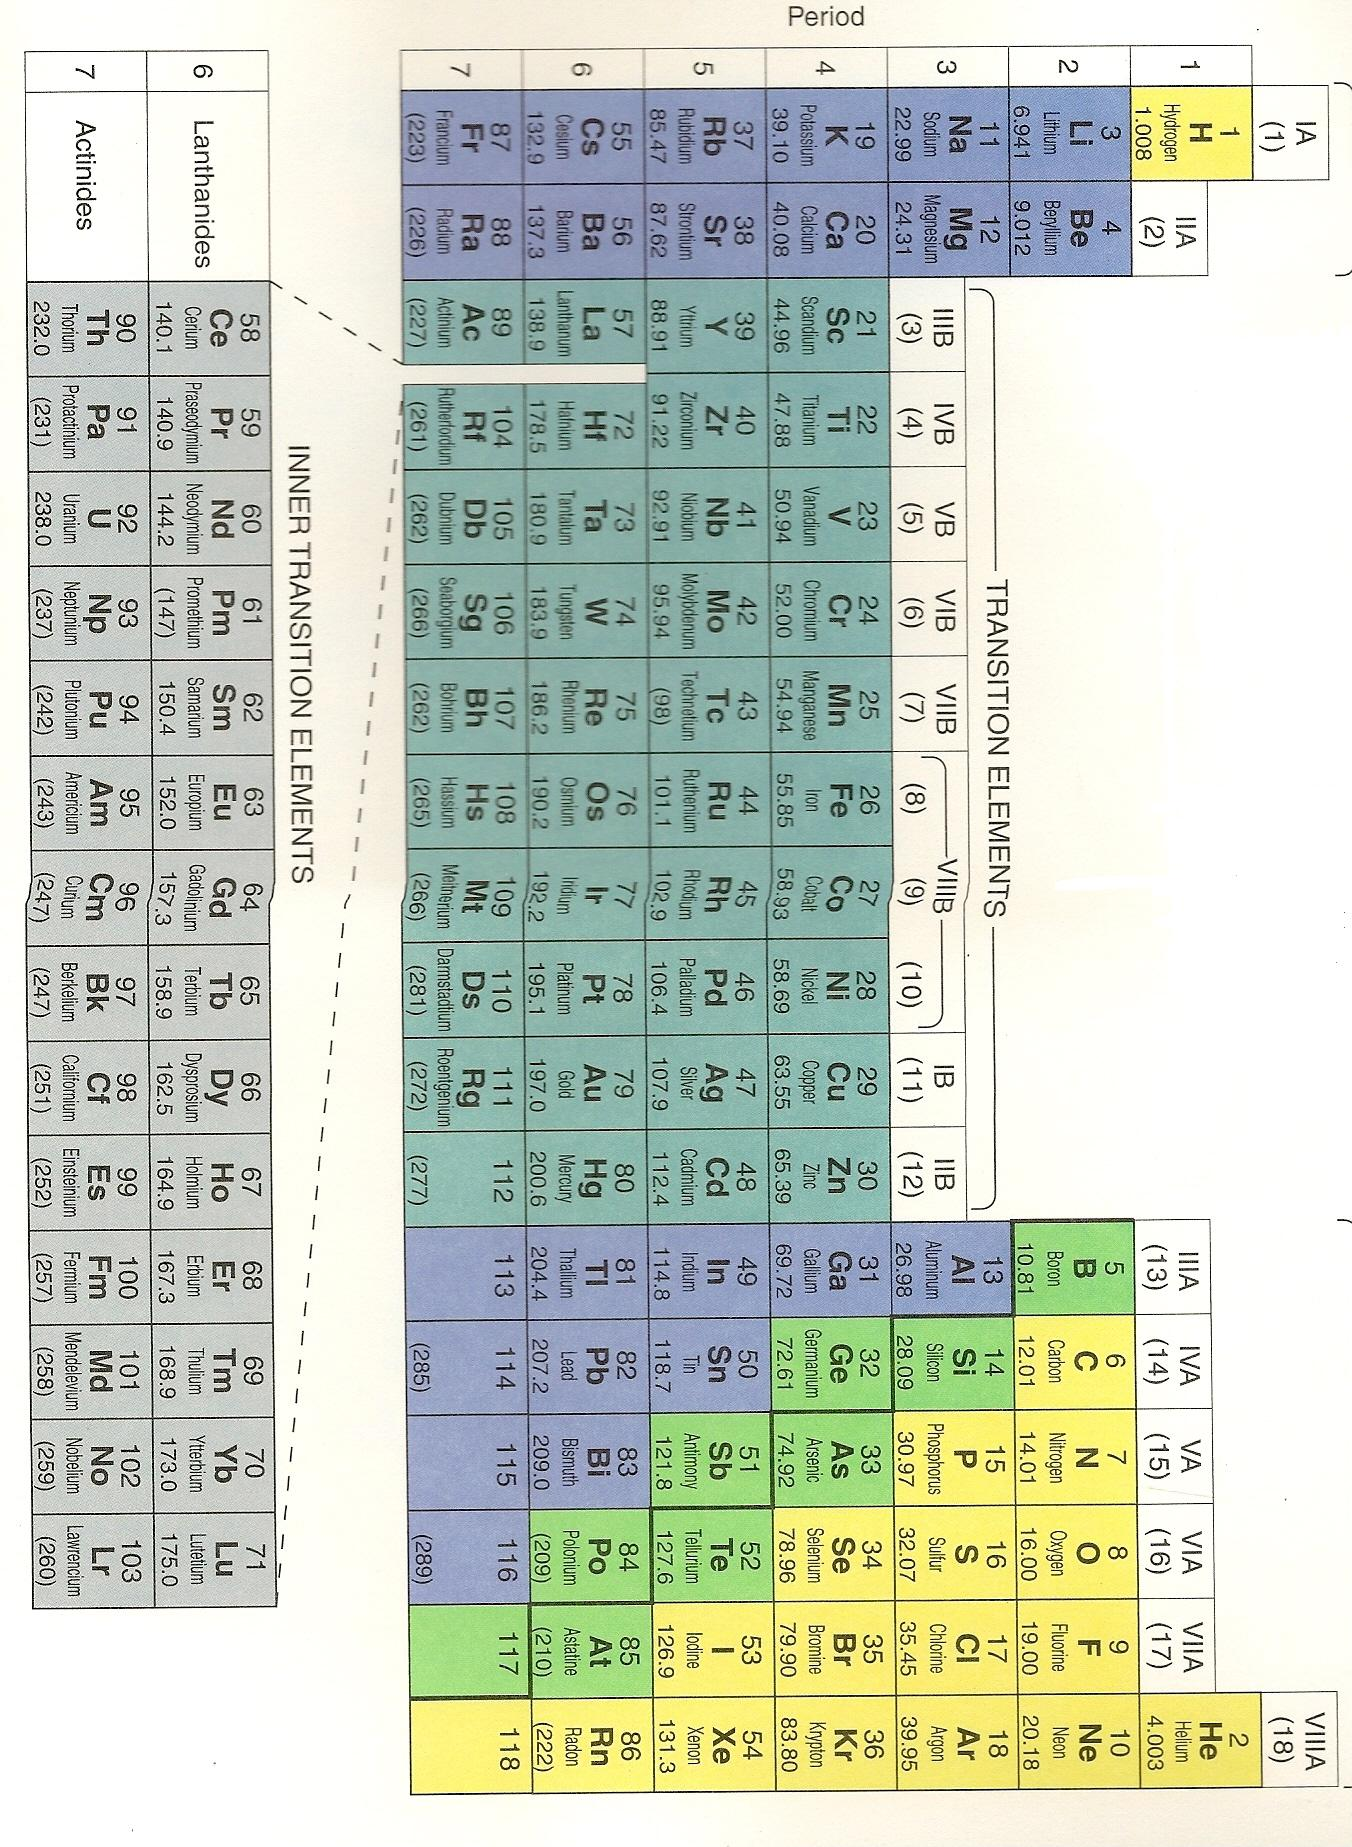 IA
(1)
VIIIA
(18)
Period
1
1
H
Hydrogen
1.008
IIA
(2)
IIIA
(13)
IVA
(14)
VA
(15)
VIA
(16)
VIIA
(17)
2
He
Helium
4.003
2
3
Li
Lithium
6.941
4
Be
Beryllium
9.012
5
B
Boron
10.81
6
C
Carbon
12.01
7
N
Nitrogen
14.01
8
O
Oxygen
16.00
9
F
Fluorine
19.00
10
Ne
Neon
20.18
TRANSITION ELEMENTS
3
11
Na
Sodium
22.99
12
Mg
Magnesium
24.31
IIIB
(3)
IVB
(4)
VB
(5)
VIB
(6)
VIIB
(7)
VIIIB
(8)
(9)
(10)
IB
(11)
IIB
(12)
13
Al
Aluminum
26.98
14
Si
Silicon
28.09
15
P
Phosphorus
30.97
16
S
Sulfur
32.07
17
Cl
Chlorine
35.45
18
Ar
Argon
39.95
4
19
K
Potassium
39.10
20
Ca
Calcium
40.08
21
Sc
Scandium
44.96
22
Ti
Titanium
47.88
23
V
Vanadium
50.94
24
Cr
Chromium
52.00
25
Mn
Manganese
54.94
26
Fe
Iron
55.85
27
Co
Cobalt
58.93
28
Ni
Nickel
58.69
29
Cu
Copper
63.55
30
Zn
Zinc
65.39
31
Ga
Gallium
69.72
32
Ge
Germanium
72.61
33
As
Arsenic
74.92
34
Se
Selenium
78.96
35
Br
Bromine
79.90
36
Kr
Krypton
83.80
5
37
Rb
Rubidium
85.47
38
Sr
Strontium
87.62
39
Y
Yttrium
88.91
40
Zr
Zirconium
91.22
41
Nb
Niobium
92.91
42
Mo
Molybdenum
95.94
43
Tc
Technetium
(98)
44
Ru
Ruthenium
101.1
45
Rh
Rhodium
102.9
46
Pd
Palladium
106.4
47
Ag
Silver
107.9
48
Cd
Cadmium
112.4
49
In
Indium
114.8
50
Sn
Tin
118.7
51
Sb
Antimony
121.8
52
Te
Tellurium
127.6
53
I
Iodine
126.9
54
Xe
Xenon
131.3
6
55
Cs
Cesium
132.9
56
Ba
Barium
137.3
57
La
Lanthanum
138.9
72
Hf
Hafnium
178.5
73
Ta
Tantalum
180.9
74
W
Tungsten
183.9
75
Re
Rhenium
186.2
76
Os
Osmium
190.2
77
Ir
Iridium
192.2
78
Pt
Platinum
195.1
79
Au
Gold
197.0
80
Hg
Mercury
200.6
81
Tl
Thallium
204.4
82
Pb
Lead
207.2
83
Bi
Bismuth
209.0
84
Po
Polonium
(209)
85
At
Astatine
(210)
86
Rn
Radon
(222)
7
87
Fr
Francium
(223)
88
Ra
Radium
(226)
89
Ac
Actinium
(227)
104
Rf
Rutherfordium
(261)
105
Db
Dubnium
(262)
106
Sg
Seaborgium
(266)
107
Bh
Bohrium
(262)
108
Hs
Hassium
(265)
109
Mt
Meitnerium
(266)
110
Ds
Darmstadtium
(281)
111
Rg
Roentgenium
(272)
112
(277)
113
114
(285)
115
116
(289)
117
118
INNER TRANSITION ELEMENTS
6
Lanthanides
58
Ce
Cerium
140.1
59
Pr
Praseodymium
140.9
60
Nd
Neodymium
144.2
61
Pm
Promethium
(147)
62
Sm
Samarium
150.4
63
Eu
Europium
152.0
64
Gd
Gadolinium
157.3
65
Tb
Terbium
158.9
66
Dy
Dysprosium
162.5
67
Ho
Holmium
164.9
68
Er
Erbium
167.3
69
Tm
Thulium
168.9
70
Yb
Ytterbium
173.0
71
Lu
Lutetium
175.0
7
Actinides
90
Th
Thorium
232.0
91
Pa
Protactinium
(231)
92
U
Uranium
238.0
93
Np
Neptunium
(237)
94
Pu
Plutonium
(242)
95
Am
Americium
(243)
96
Cm
Curium
(247)
97
Bk
Berkelium
(247)
98
Cf
Californium
(251)
99
Es
Einsteinium
(252)
100
Fm
Fermium
(257)
101
Md
Mendelevium
(258)
102
No
Nobelium
(259)
103
Lr
Lawrencium
(260)